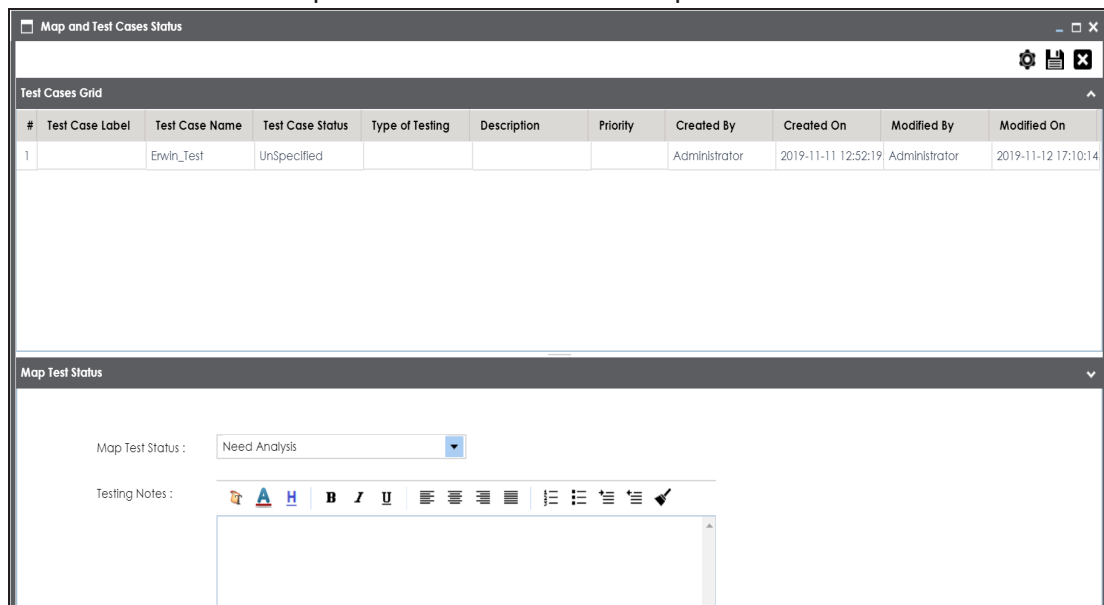 Map and Test Cases Status
Test Cases Grid
# Test Case Label Test Case Name Test Case Status Type of Testing Description Priority Created By Created On Modified By Modified On
1 Erwin_Test UnSpecified Administrator 2019-11-11 12:52:19 Administrator 2019-11-12 17:10:14
Map Test Status
Map Test Status : Need Analysis
Testing Notes :
A H B I U